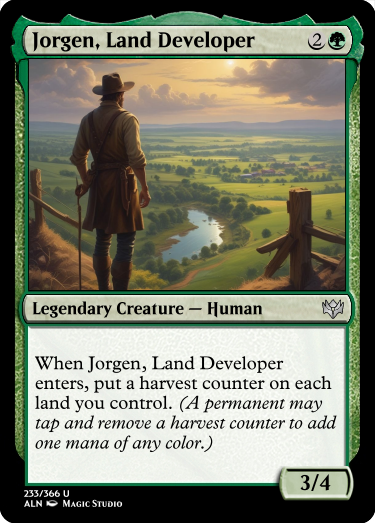 Jorgen, Land Developer 2
Legendary Creature — Human
When Jorgen, Land Developer
enters, put a harvest counter on each
land you control. (A permanent may
tap and remove a harvest counter to add
one mana of any color.)
3/4
233/366 U
ALN Magic Studio